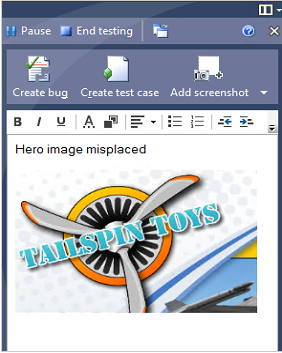 Pause End testing
Create bug Create test case Add screenshot
B I U A
Hero image misplaced
TAILSPIN TOYS